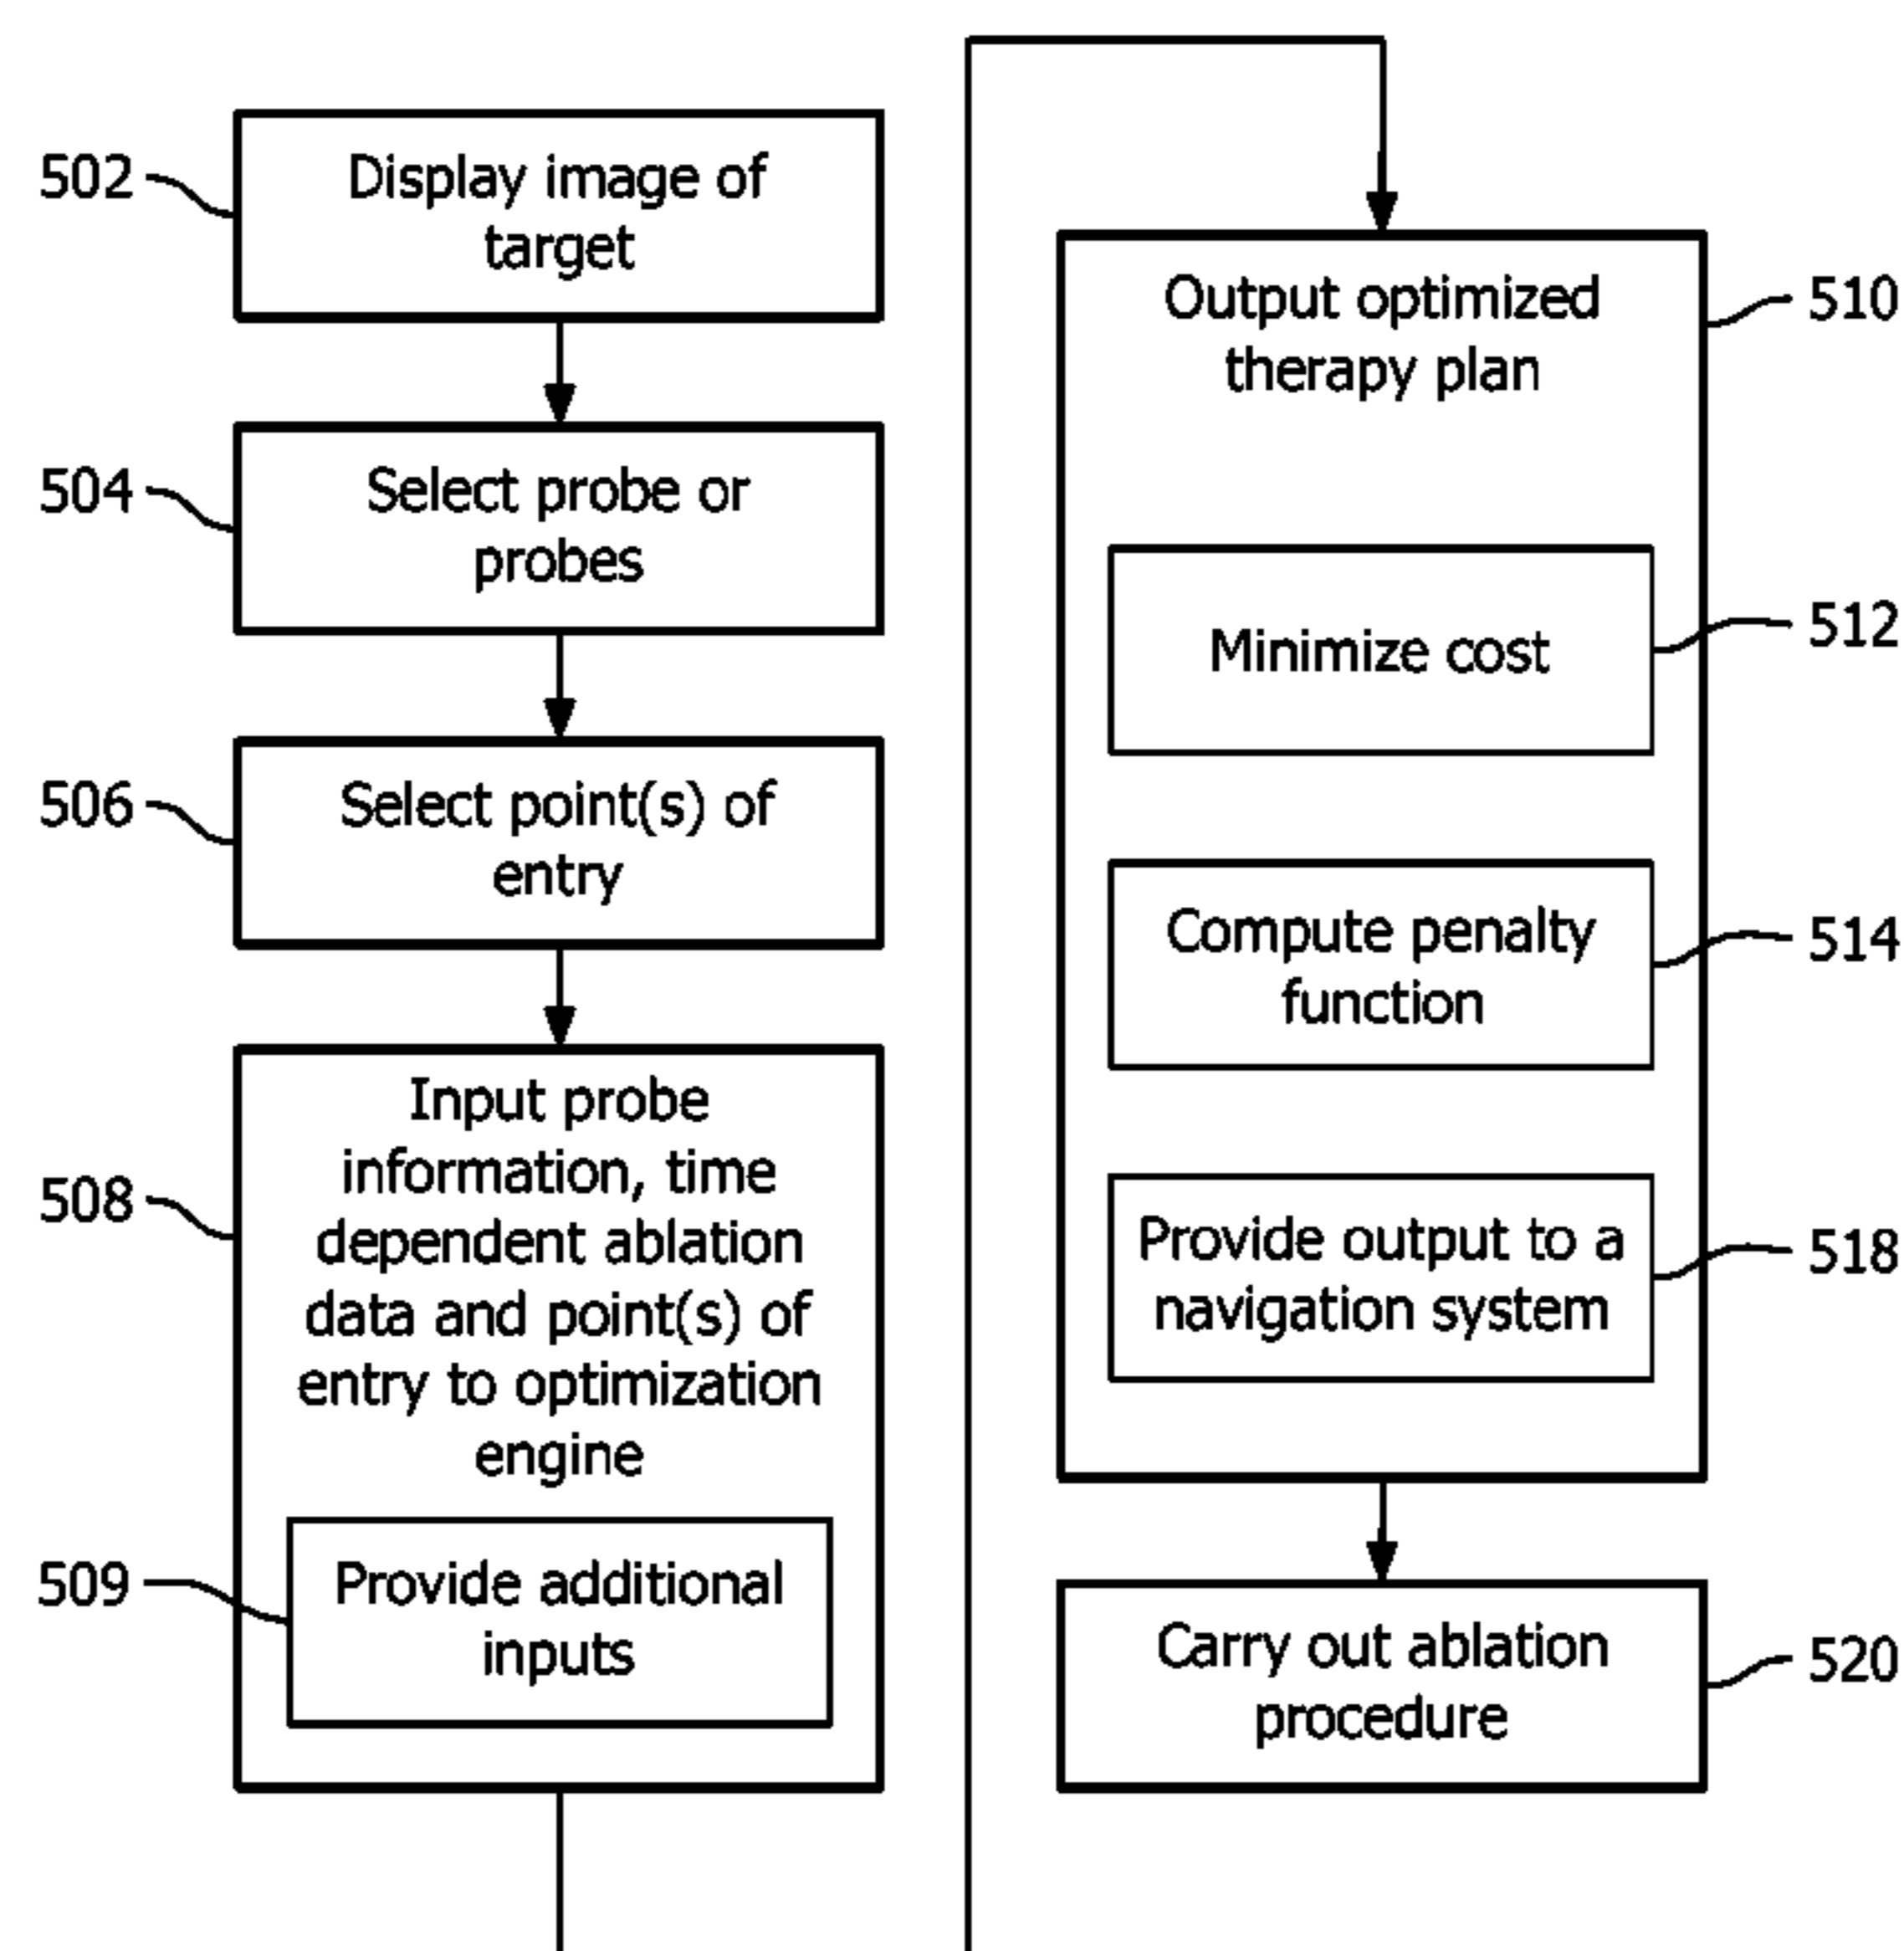 502
Display image of
target
504
Select probe or
probes
506
Select point(s) of
entry
508
Input probe
information, time
dependent ablation
data and point(s) of
entry to optimization
engine
509
Provide additional
inputs
Output optimized
therapy plan
510
Minimize cost
512
Compute penalty
function
514
Provide output to a
navigation system
518
Carry out ablation
procedure
520